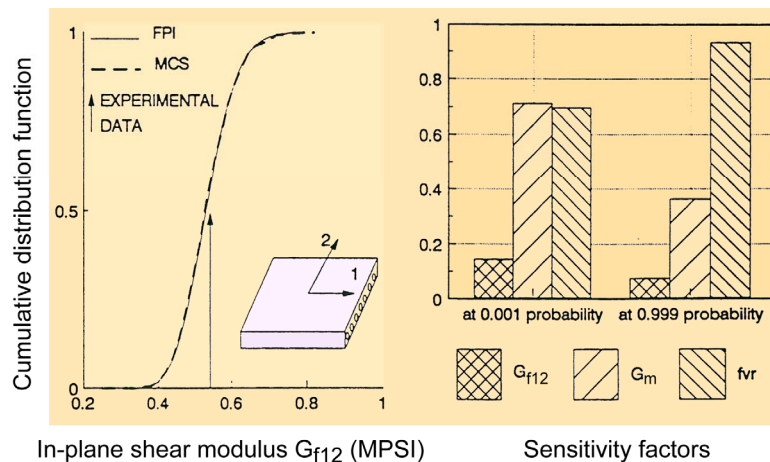 Cumulative distribution function
1
0.5
0
FPI
MCS
EXPERIMENTAL
DATA
2
1
0.2
0.4
0.6
0.8
1
In-plane shear modulus Gf12 (MPSI)
1
0.8
0.6
0.4
0.2
0
at 0.001 probability
at 0.999 probability
Gf12
Gm
fvr
Sensitivity factors